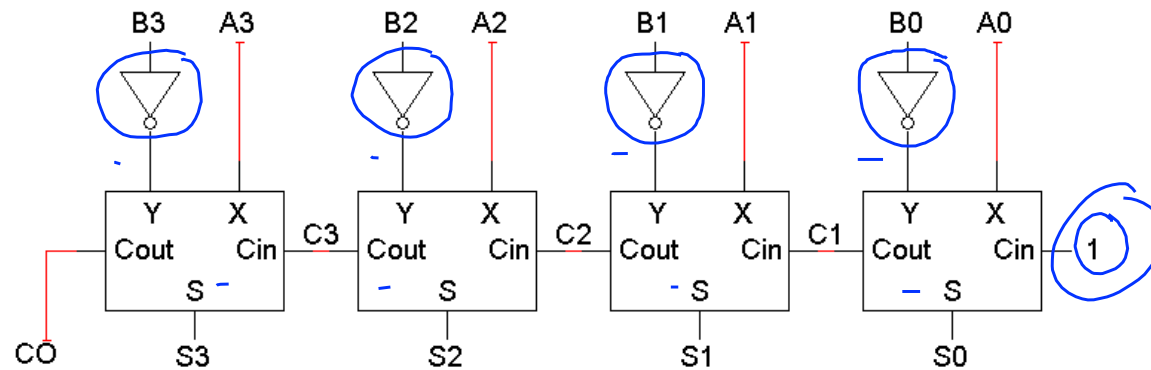 B3 A3 B2 A2 B1 A1 B0 A0
Y X Y X Y X Y X
Cout Cin C3 Cout Cin C2 Cout Cin C1 Cout Cin 1
S S S S
CO S3 S2 S1 S0